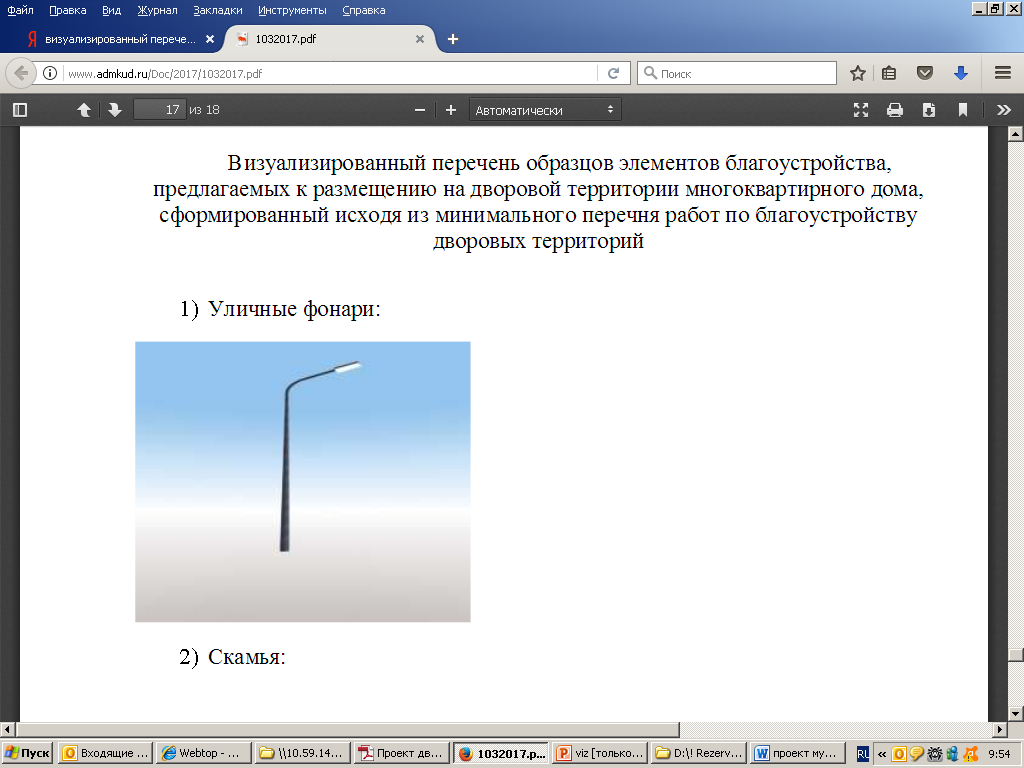 Файл Правка Вид Журнал Закладки Инструменты Справка
визуализированный перече... 1032017.pdf
www.admkud.ru/Doc/2017/1032017.pdf Поиск
17 из 18 Автоматически
Визуализированный перечень образцов элементов благоустройства,
предлагаемых к размещению на дворовой территории многоквартирного дома,
сформированный исходя из минимального перечня работ по благоустройству
дворовых территорий
1) Уличные фонари:
2) Скамья:
Пуск Входящие ... Webtop - ... \\10.59.14... Проект дв... 1032017.p... viz [только... D:\! Rezerv... проект му... RL « 9:54